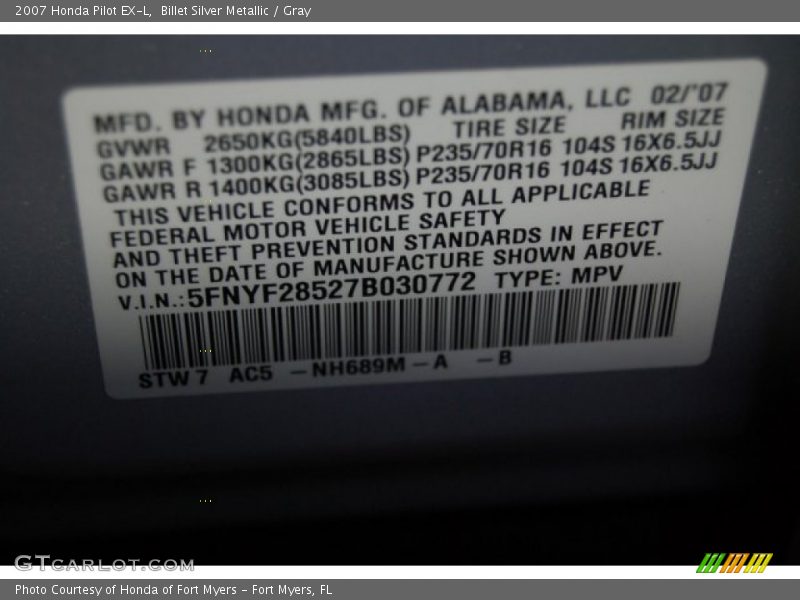 2007 Honda Pilot EX-L, Billet Silver Metallic / Gray
MFD. BY HONDA MFG. OF ALABAMA, LLC 02/'07
GVWR 2650KG(5840LBS) TIRE SIZE RIM SIZE
GAWR F 1300KG(2865LBS) P235/70R16 104S 16X6.5JJ
GAWR R 1400KG(3085LBS) P235/70R16 104S 16X6.5JJ
THIS VEHICLE CONFORMS TO ALL APPLICABLE
FEDERAL MOTOR VEHICLE SAFETY
AND THEFT PREVENTION STANDARDS IN EFFECT
ON THE DATE OF MANUFACTURE SHOWN ABOVE.
V.I.N.:5FNYF28527B030772 TYPE: MPV
STW7 AC5 -NH689M-A -B
GTcarlot.com
Photo Courtesy of Honda of Fort Myers - Fort Myers, FL